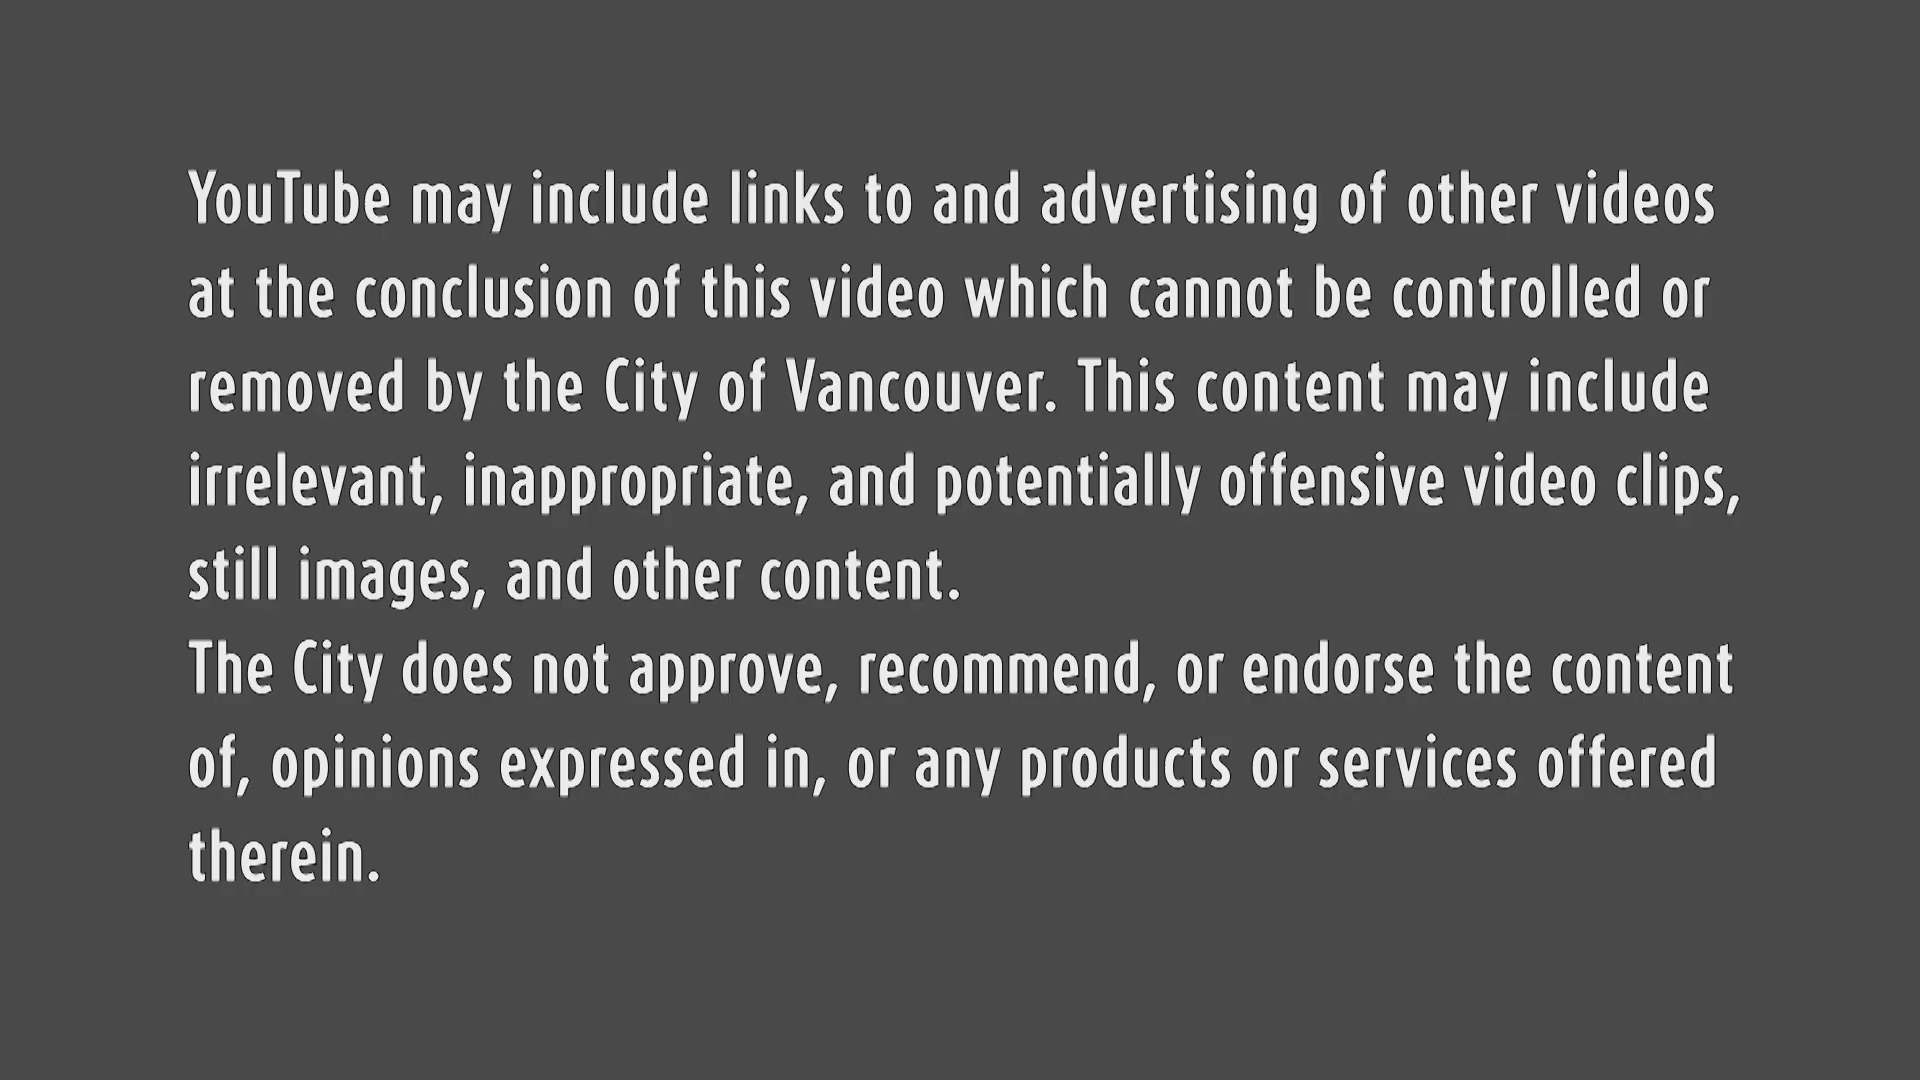 YouTube may include links to and advertising of other videos
at the conclusion of this video which cannot be controlled or
removed by the City of Vancouver. This content may include
irrelevant, inappropriate, and potentially offensive video clips,
still images, and other content.
The City does not approve, recommend, or endorse the content
of, opinions expressed in, or any products or services offered
therein.